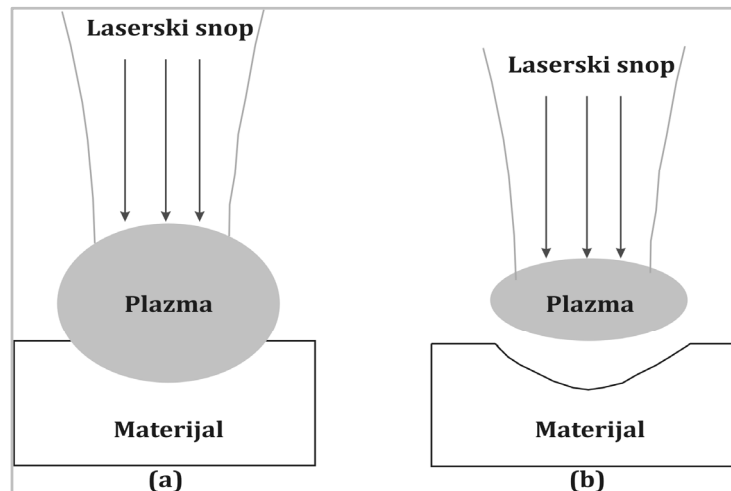 Laserski snop
Plazma
Materijal
(a)
Laserski snop
Plazma
Materijal
(b)